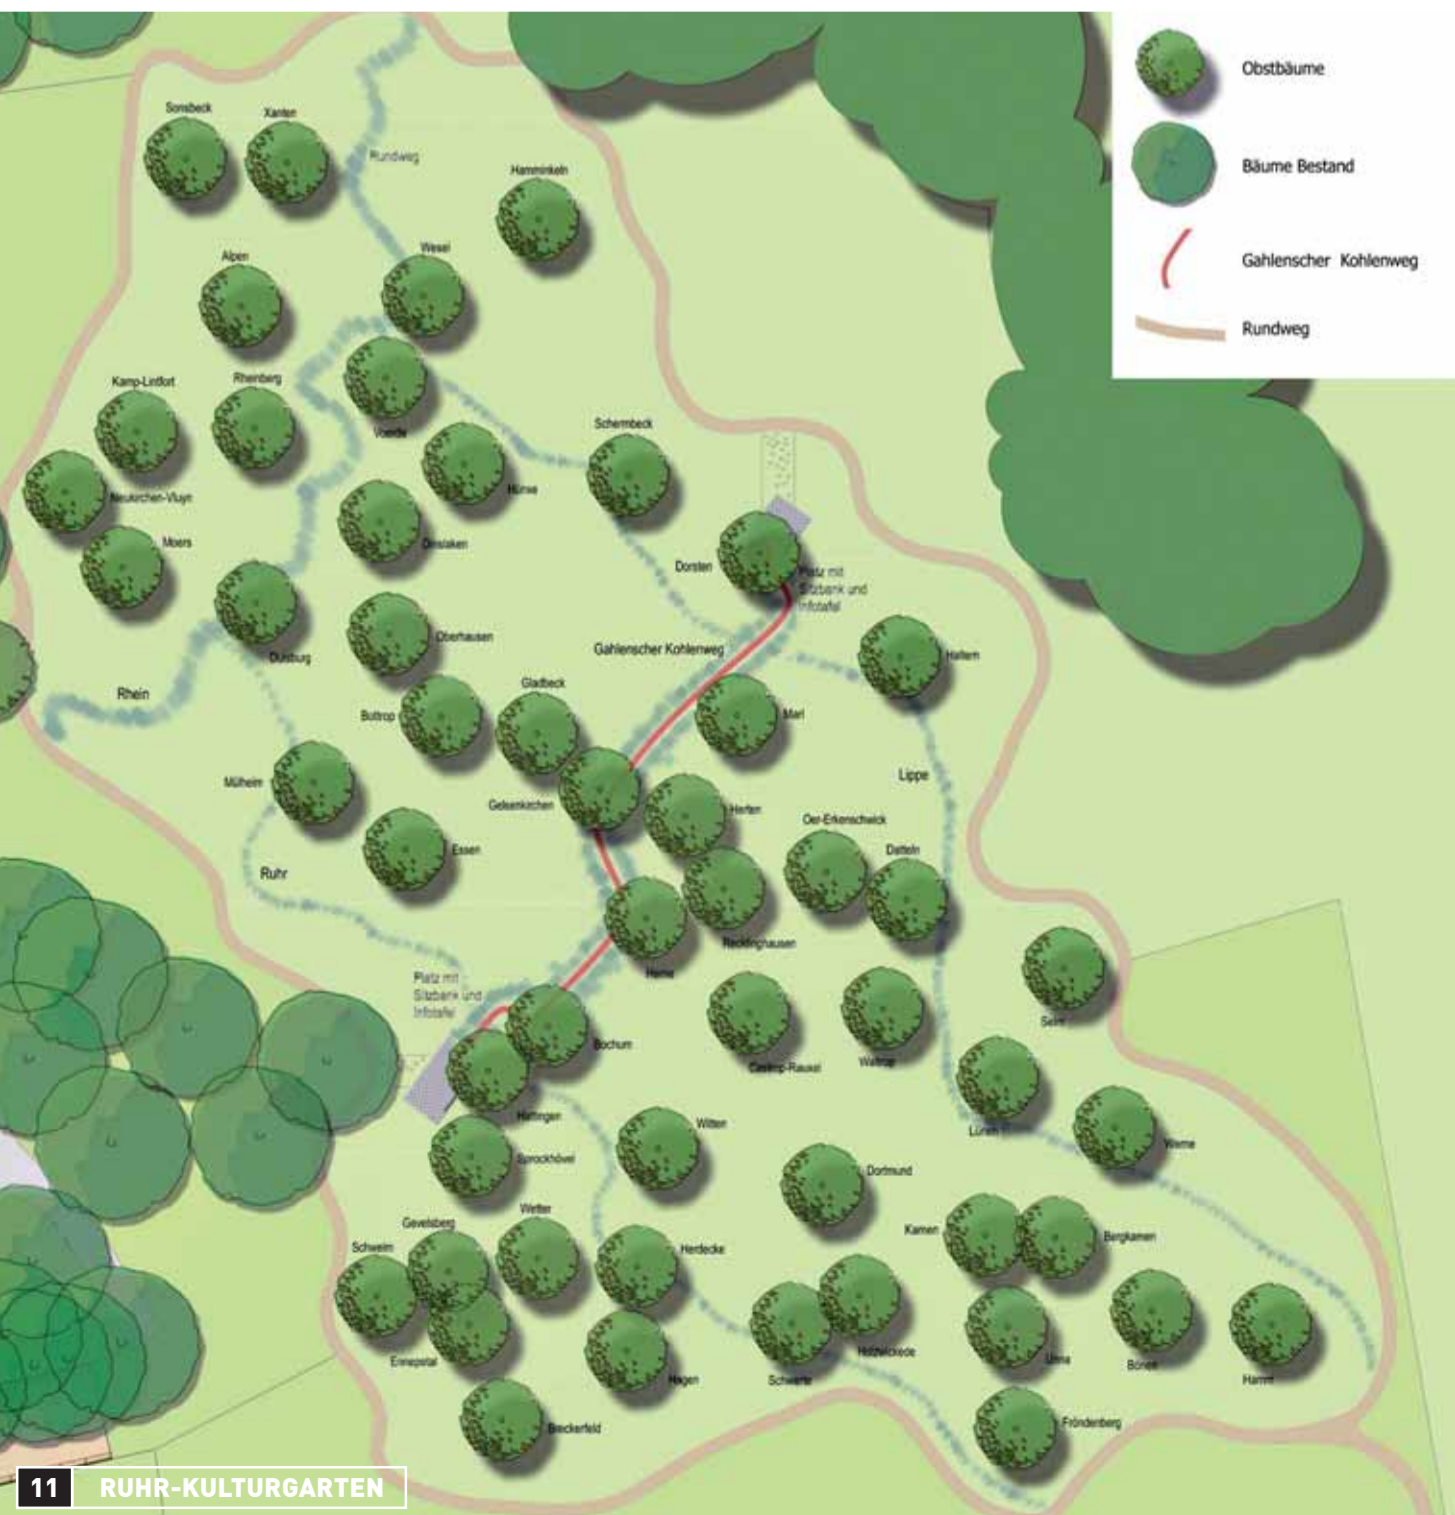 Obstbäume
Bäume Bestand
Gahlenscher Kohlenweg
Rundweg
Sonsbeck
Xanten
Rundweg
Hamminkeln
Wesel
Alpen
Kamp-Lintfort
Rheinberg
Voerde
Schermbeck
Neukirchen-Vluyn
Hünxe
Moers
Dinslaken
Dorsten
Platz mit
Sitzbank und
Infotafel
Oberhausen
Duisburg
Gahlenscher Kohlenweg
Haltern
Rhein
Gladbeck
Bottrop
Marl
Mülheim
Lippe
Gelsenkirchen
Herten
Oer-Erkenschwick
Essen
Datteln
Ruhr
Recklinghausen
Herne
Platz mit
Sitzbank und
Infotafel
Selm
Bochum
Castrop-Rauxel
Waltrop
Hattingen
Witten
Lünen
Werne
Sprockhövel
Dortmund
Wetter
Gevelsberg
Schwelm
Herdecke
Kamen
Bergkamen
Ennepetal
Holzwickede
Schwerte
Unna
Bönen
Hamm
Hagen
Breckerfeld
Fröndenberg
11 RUHR-KULTURGARTEN